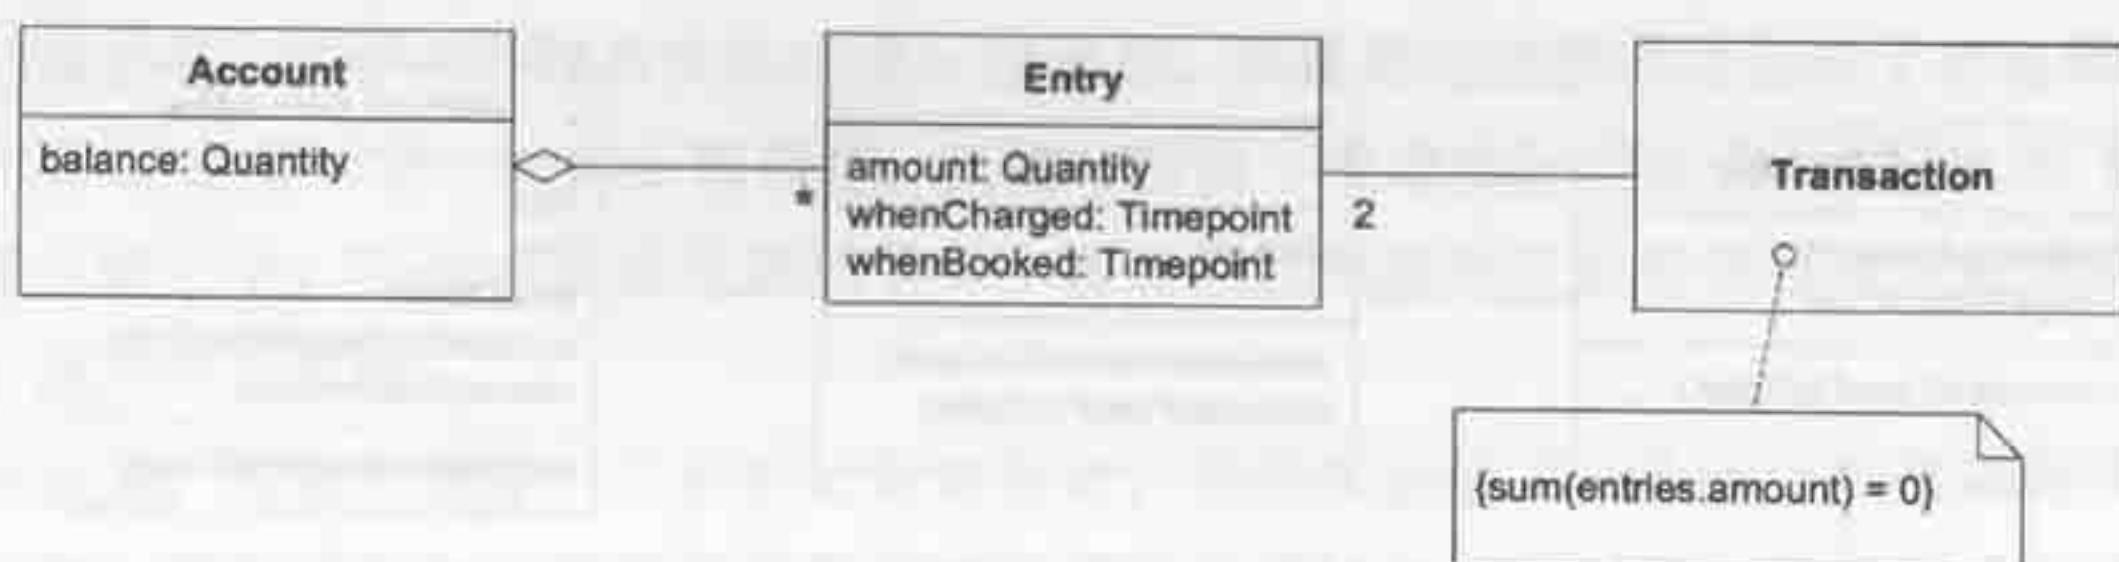 Account
balance: Quantity
*
Entry
amount: Quantity
whenCharged: Timepoint
whenBooked: Timepoint
2
Transaction
{sum(entries.amount) = 0}